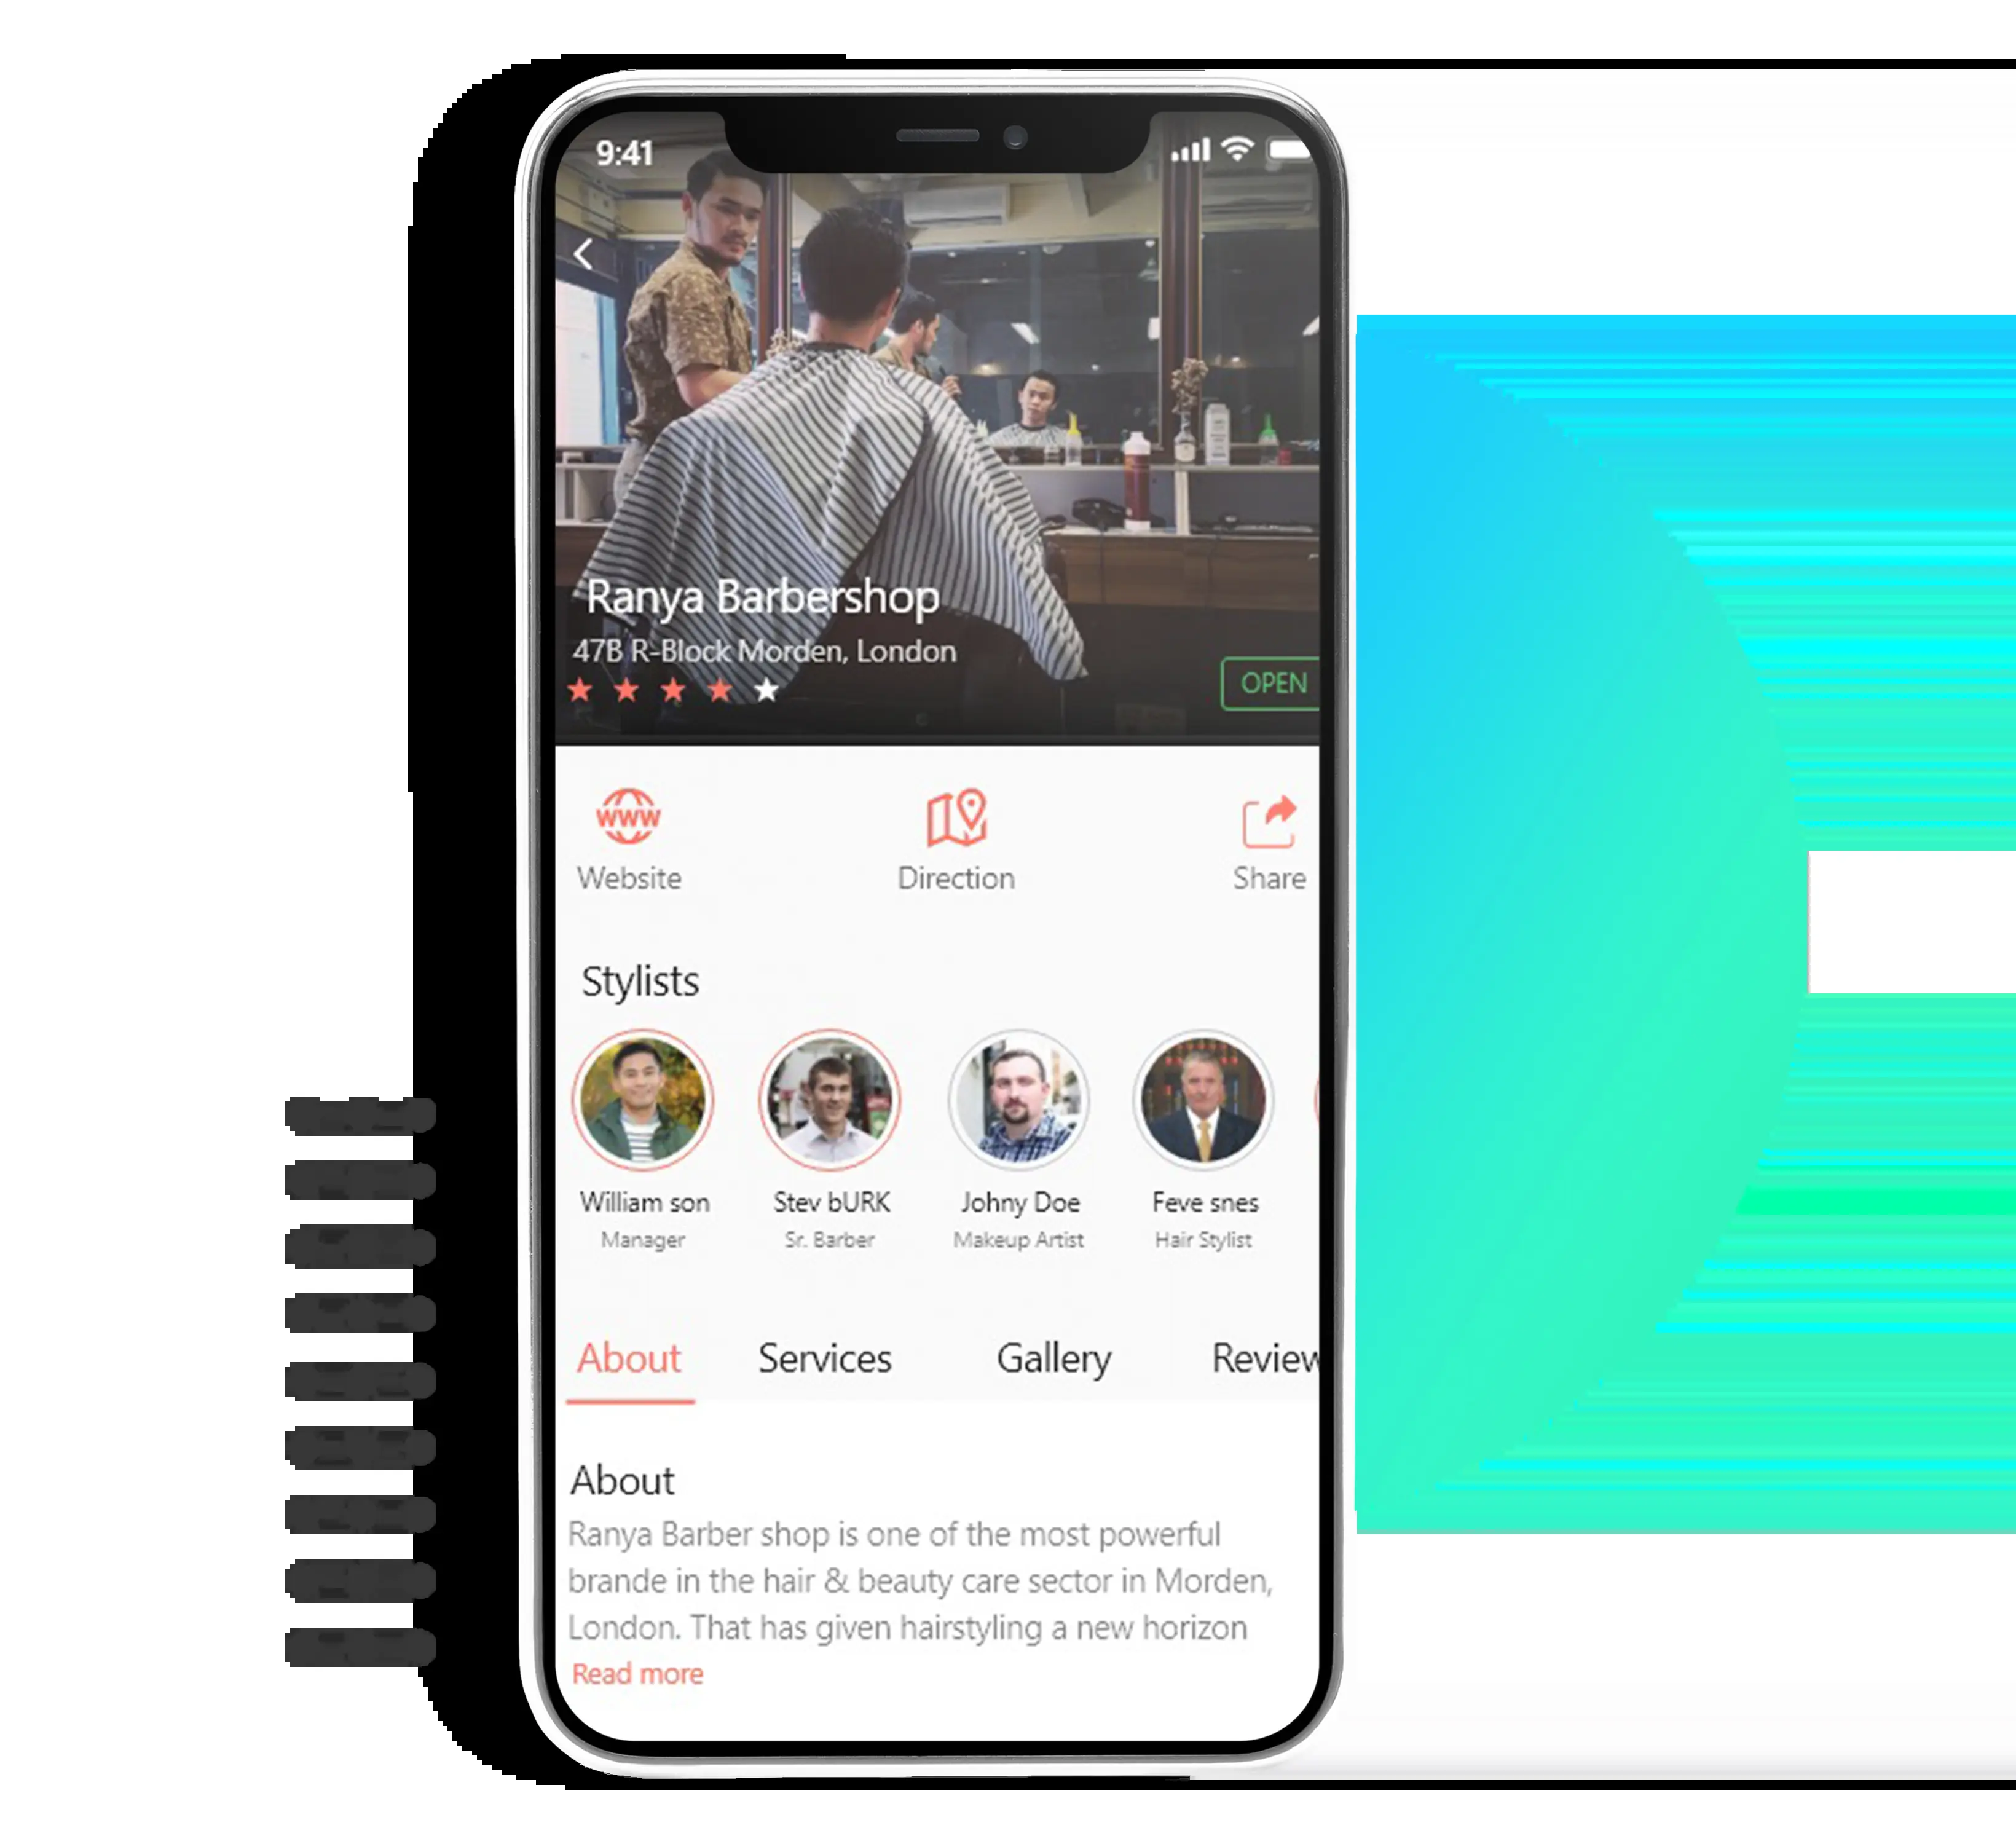 9:41
Ranya Barbershop
47B R-Block Morden, London
OPEN
WWW
Website
Direction
Share
Stylists
William son
Stev bURK
Johny Doe
Feve snes
Manager
Sr. Barber
Makeup Artist
Hair Stylist
About
Services
Gallery
Review
About
Ranya Barber shop is one of the most powerful
brande in the hair & beauty care sector in Morden,
London. That has given hairstyling a new horizon
Read more